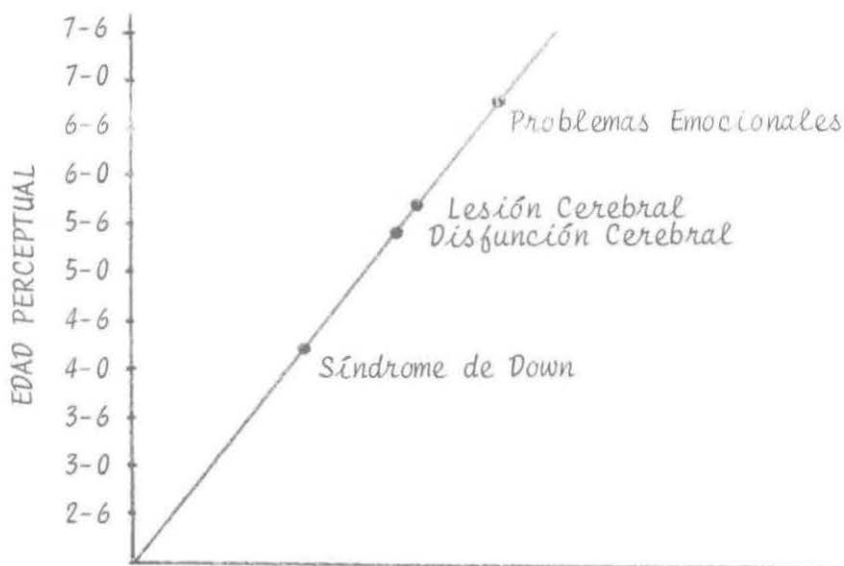 7-6
7-0
6-6
6-0
5-6
5-0
4-6
4-0
3-6
3-0
2-6
EDAD PERCEPTUAL
Problemas Emocionales
Lesión Cerebral
Disfunción Cerebral
Síndrome de Down